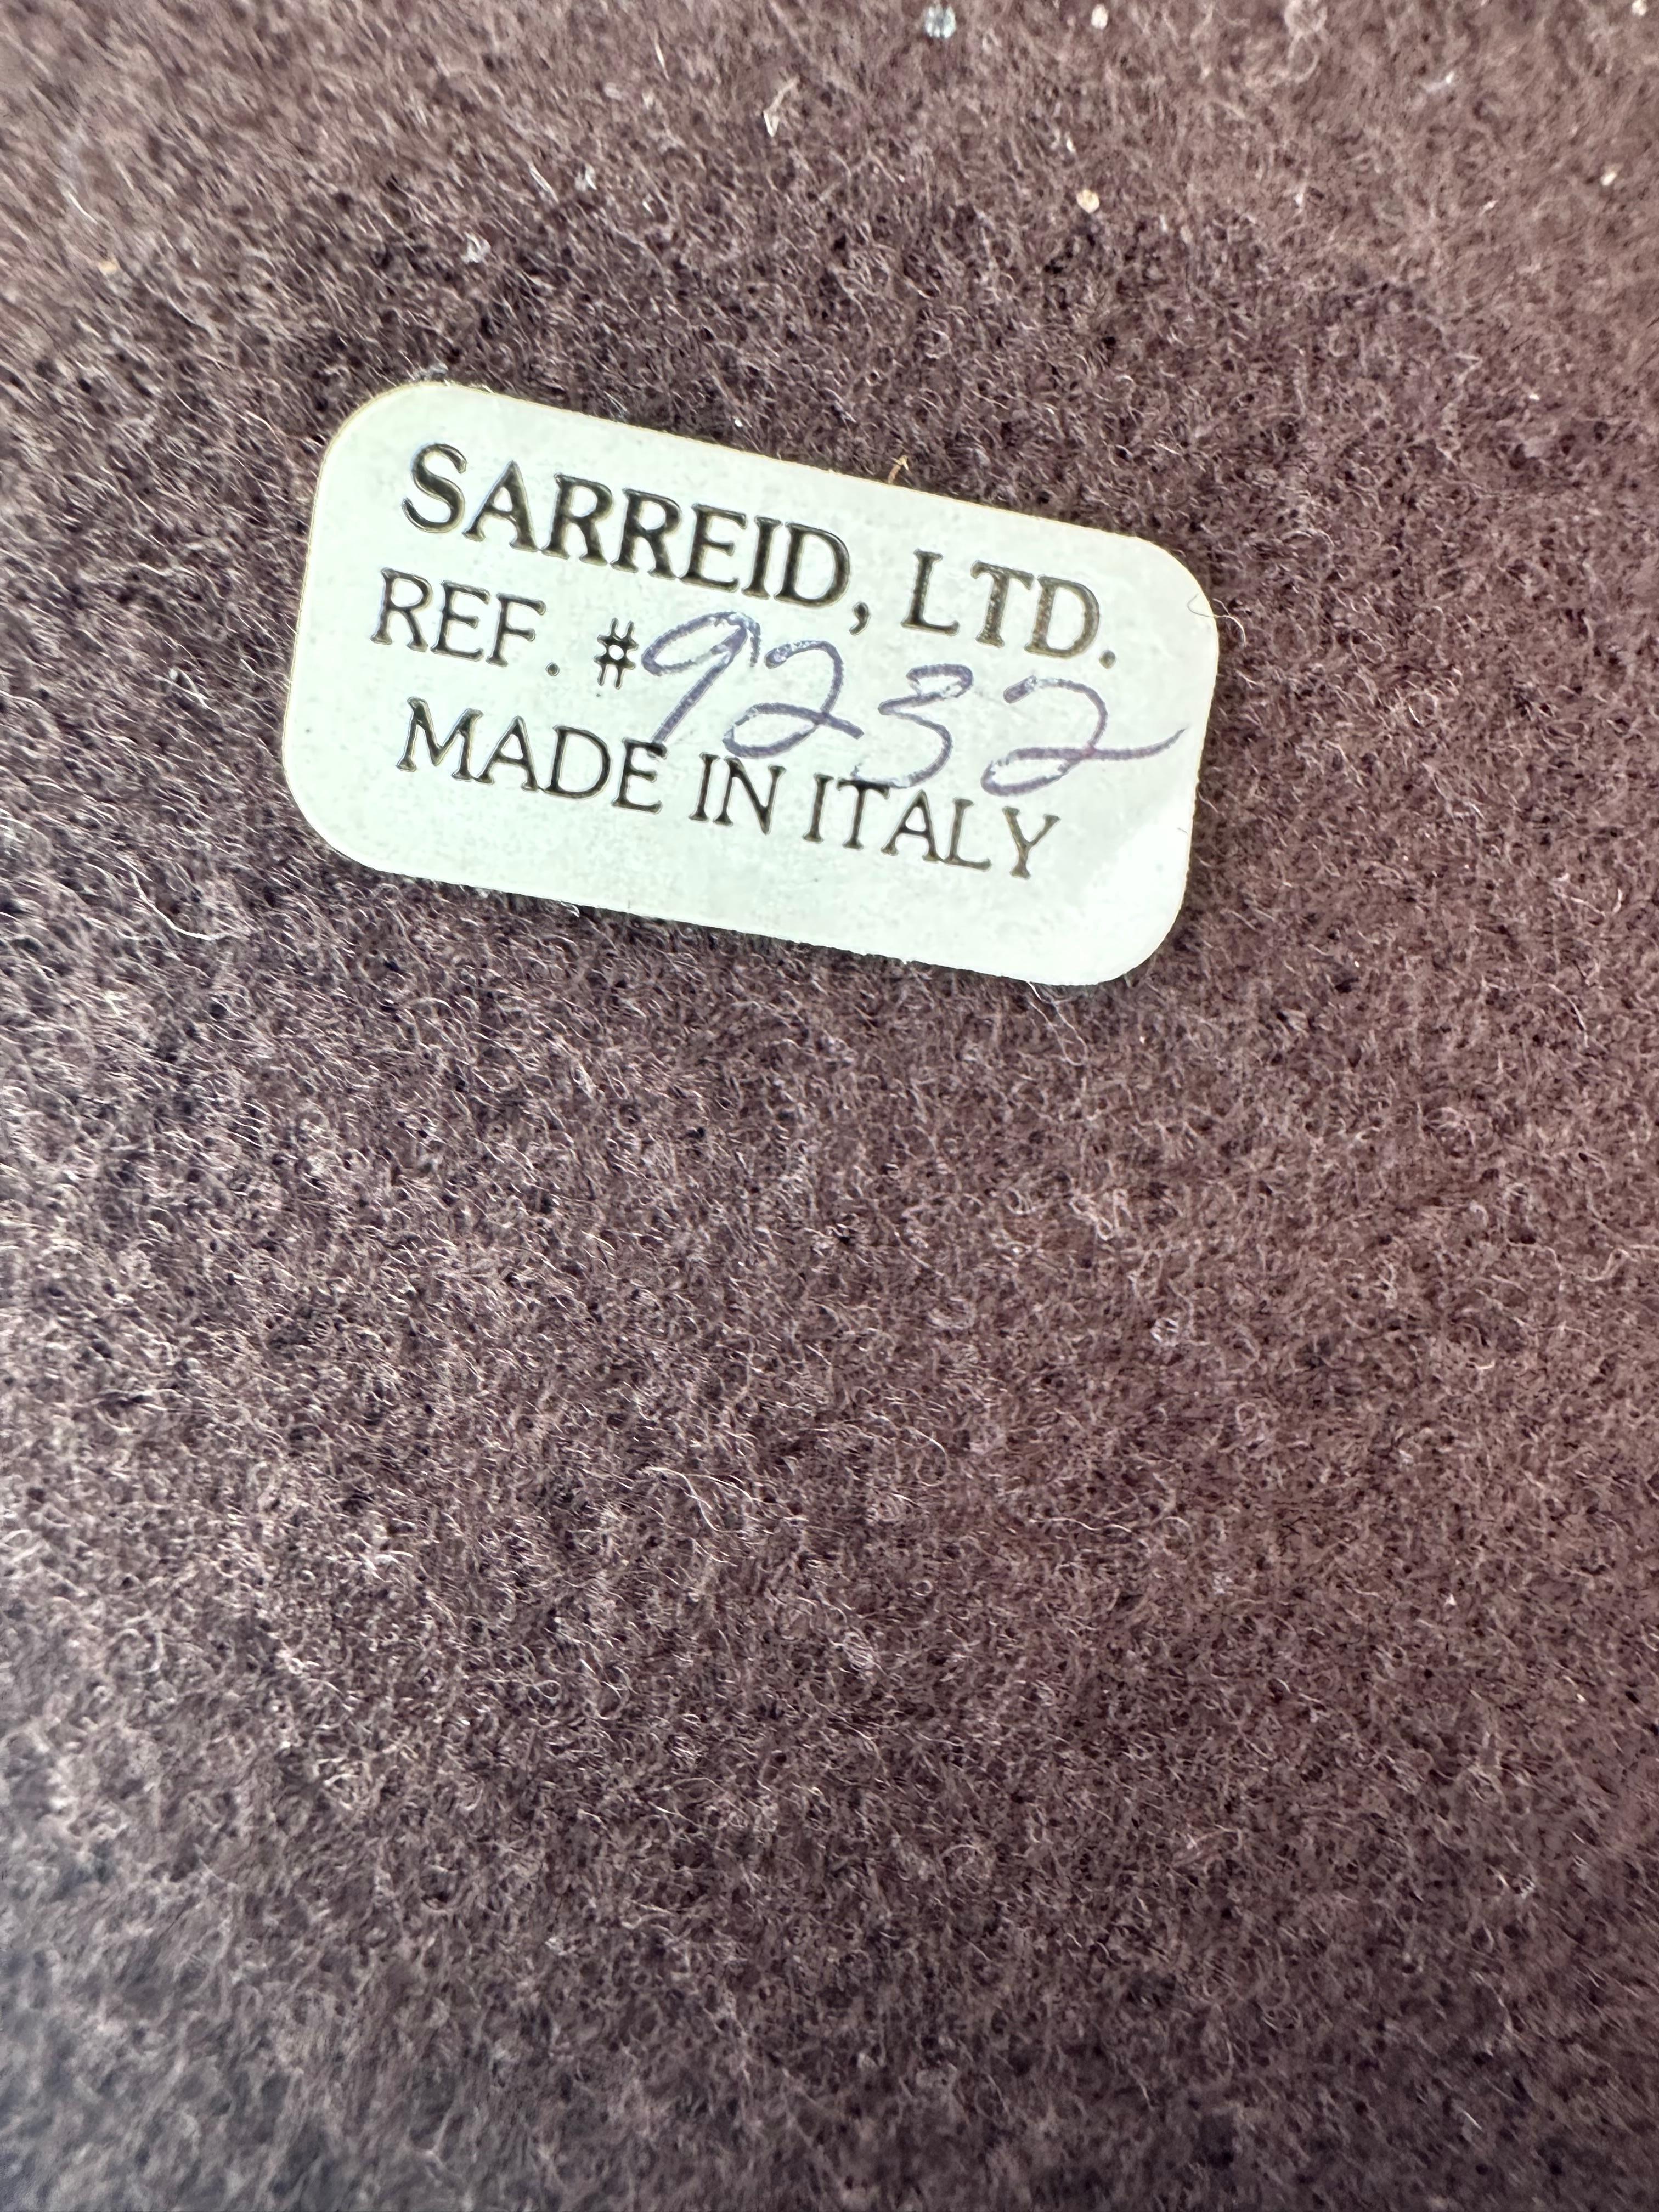 SARREID, LTD.
REF. #9232
MADE IN ITALY